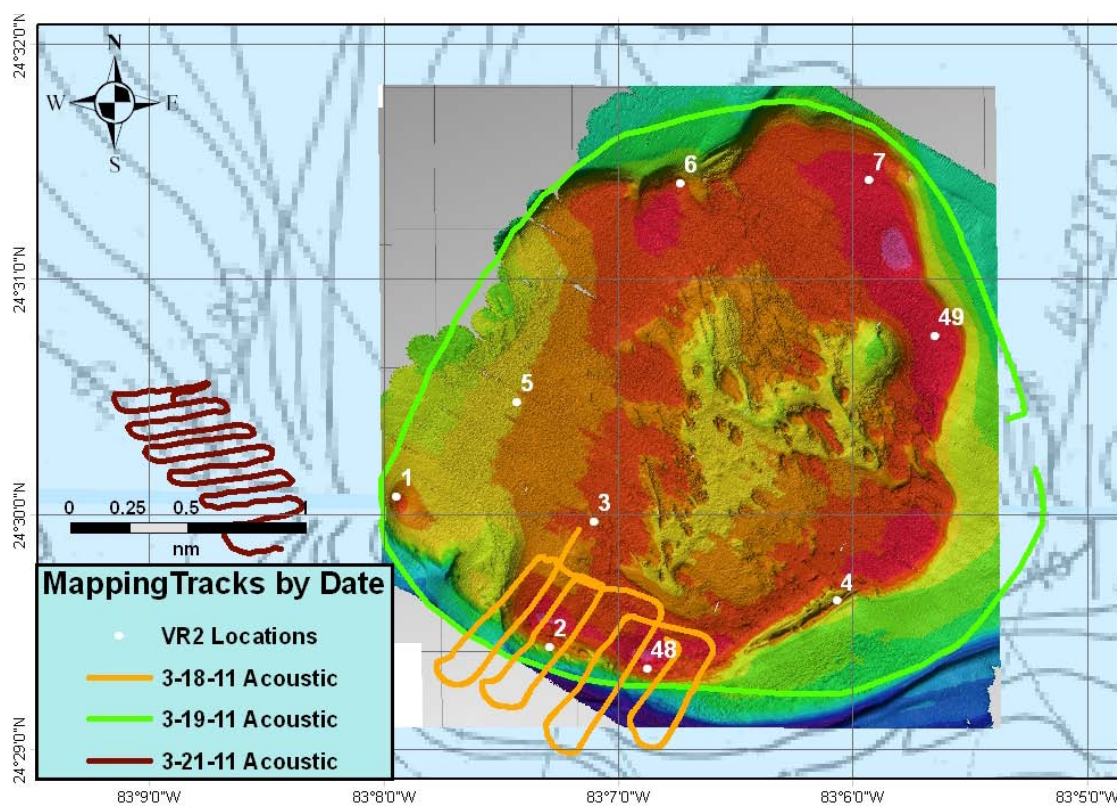 24°32'0"N
N
W E
S
6
7
24°31'0"N
49
5
1
3
24°30'0"N
0 0.25 0.5 1
nm
4
2
48
MappingTracks by Date
VR2 Locations
3-18-11 Acoustic
3-19-11 Acoustic
3-21-11 Acoustic
24°29'0"N
83°9'0"W 83°8'0"W 83°7'0"W 83°6'0"W 83°5'0"W